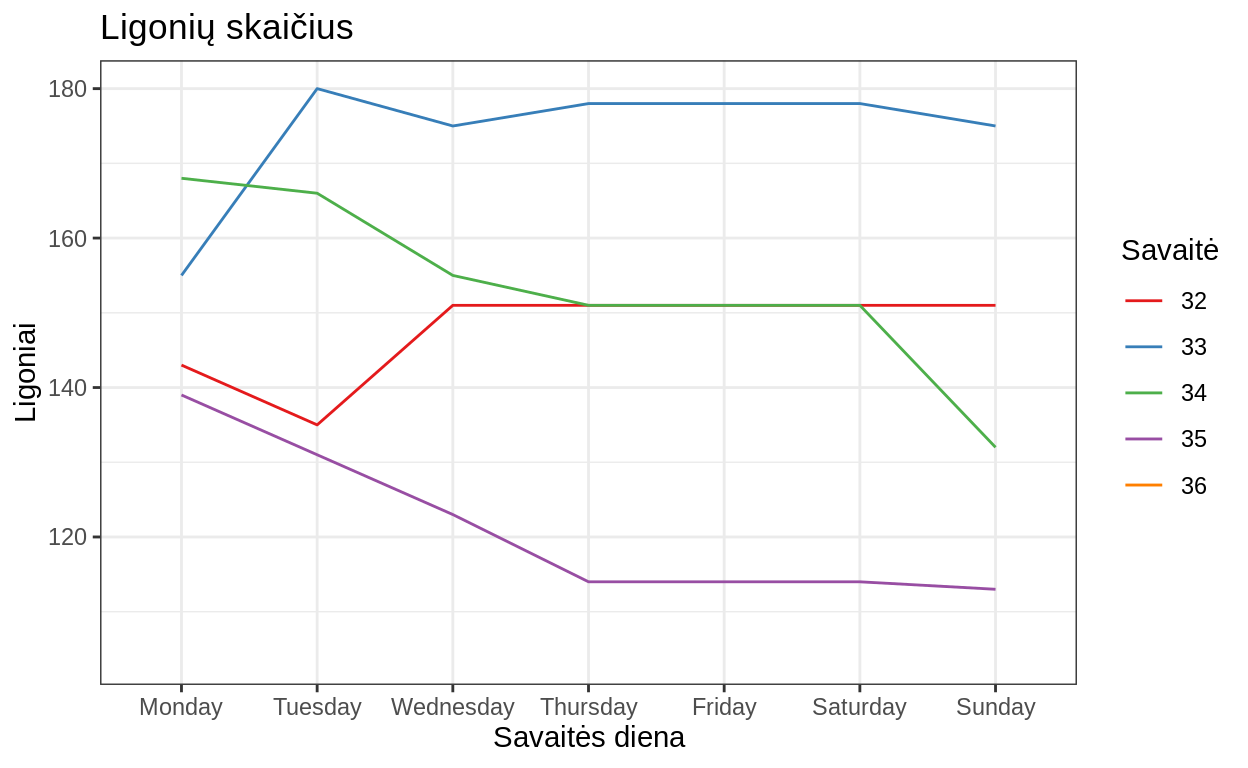 Ligonių skaičius
180
160
140
120
Ligoniai
Monday Tuesday Wednesday Thursday Friday Saturday Sunday
Savaitės diena
Savaitė
32
33
34
35
36